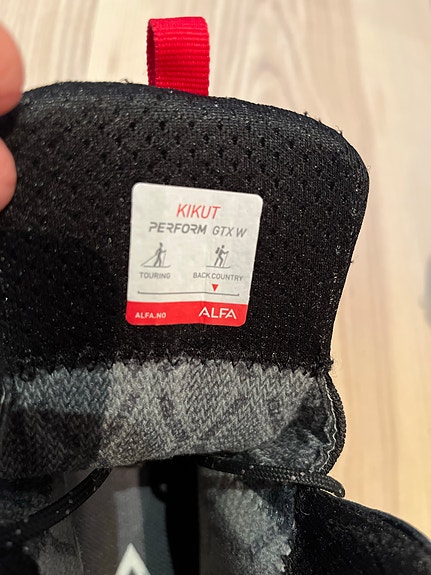 KIKUT
PERFORM GTX W
TOURING BACK COUNTRY
ALFA.NO ALFA